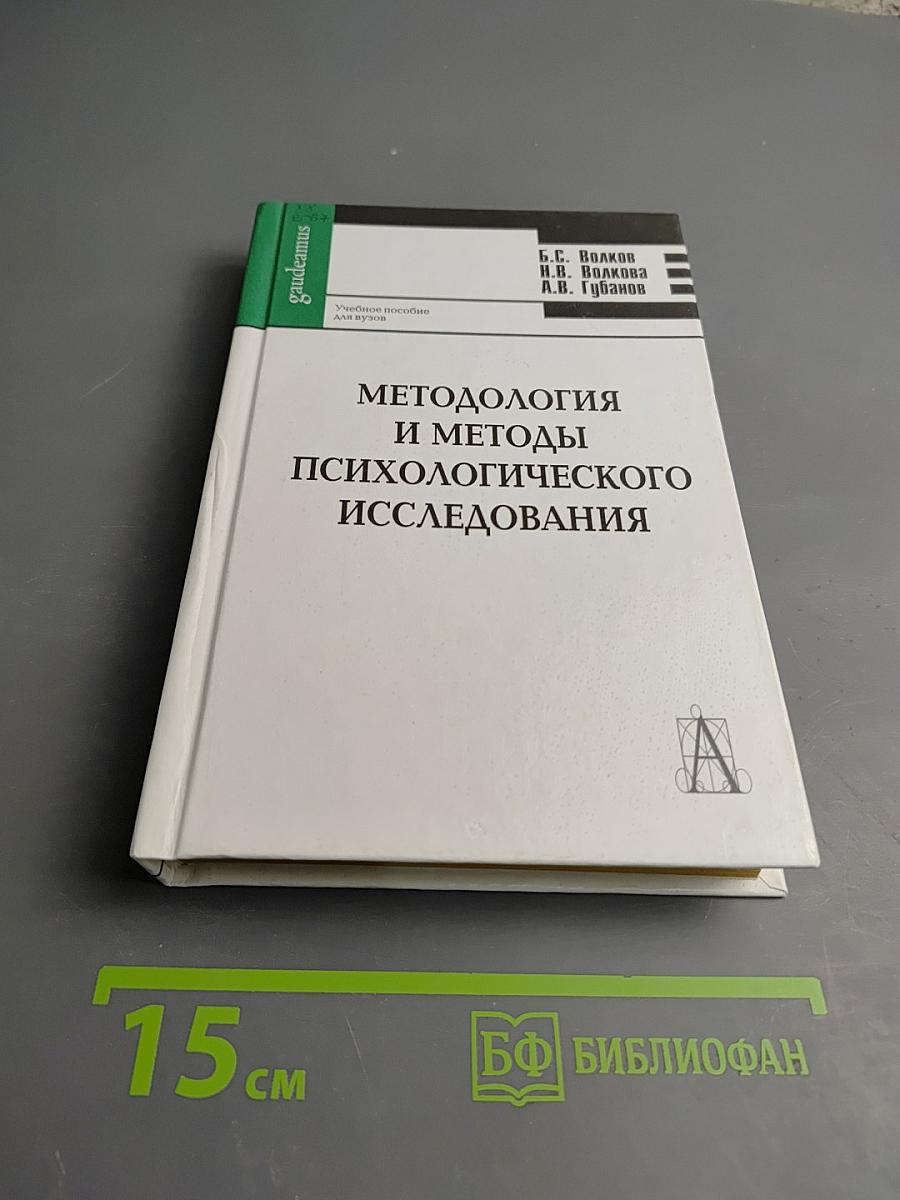 gaudeamus
Б.С. Волков
Н.В. Волкова
А.В. Губанов
Учебное пособие
для вузов
МЕТОДОЛОГИЯ
И МЕТОДЫ
ПСИХОЛОГИЧЕСКОГО
ИССЛЕДОВАНИЯ
А
15 см
БФ БИБЛИОФАН